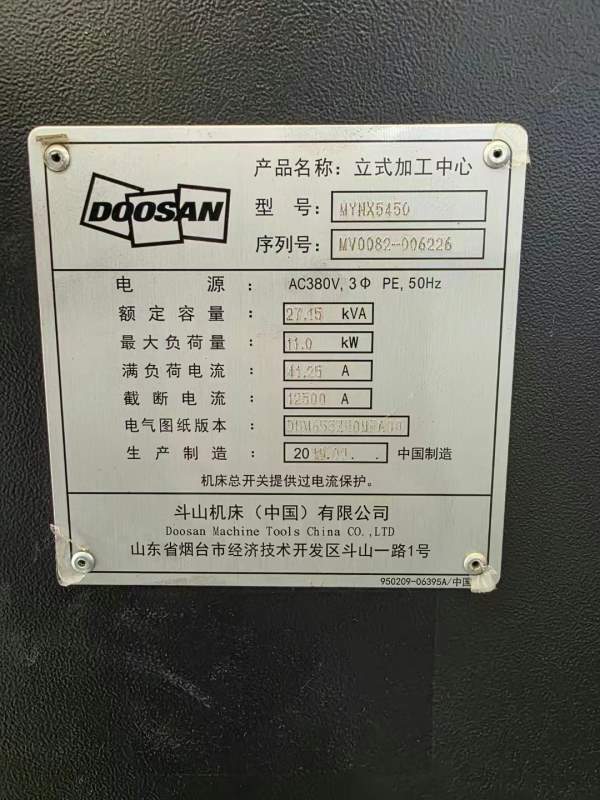 DOOSAN
产品名称: 立式加工中心
型 号: MYNX5450
序列号: MV0082-006226
电 源 : AC380V, 3Φ PE, 50Hz
额定容量 : 27.45 kVA
最大负荷量 : 11.0 kW
满负荷电流 : 41.25 A
截断电流 : 12500 A
电气图纸版本 :
生产制造 : 20 中国制造
机床总开关提供过电流保护。
斗山机床(中国)有限公司
Doosan Machine Tools China CO.,LTD
山东省烟台市经济技术开发区斗山一路1号
950209-06395A/中国